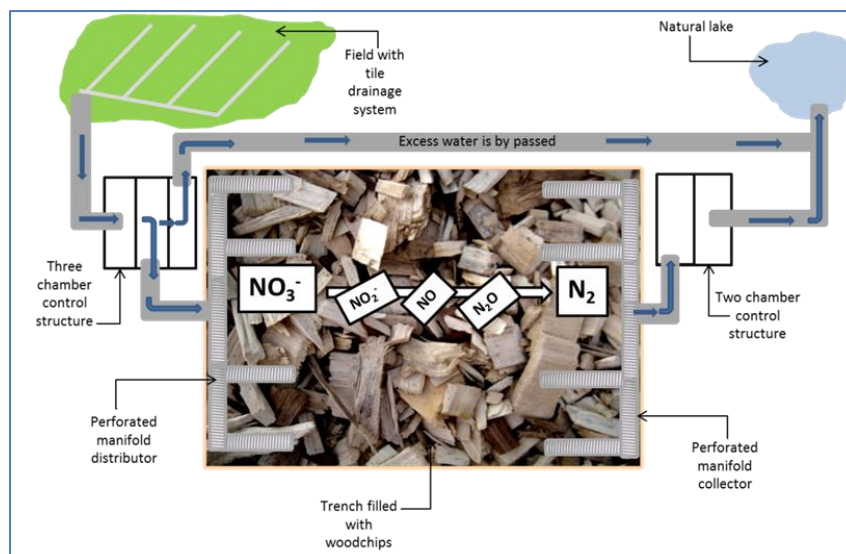 Field with
tile
drainage
system
Natural lake
Excess water is by passed
Three
chamber
control
structure
NO₃⁻
NO₂⁻
NO
N₂O
N₂
Two chamber
control
structure
Perforated
manifold
distributor
Perforated
manifold
collector
Trench filled
with
woodchips